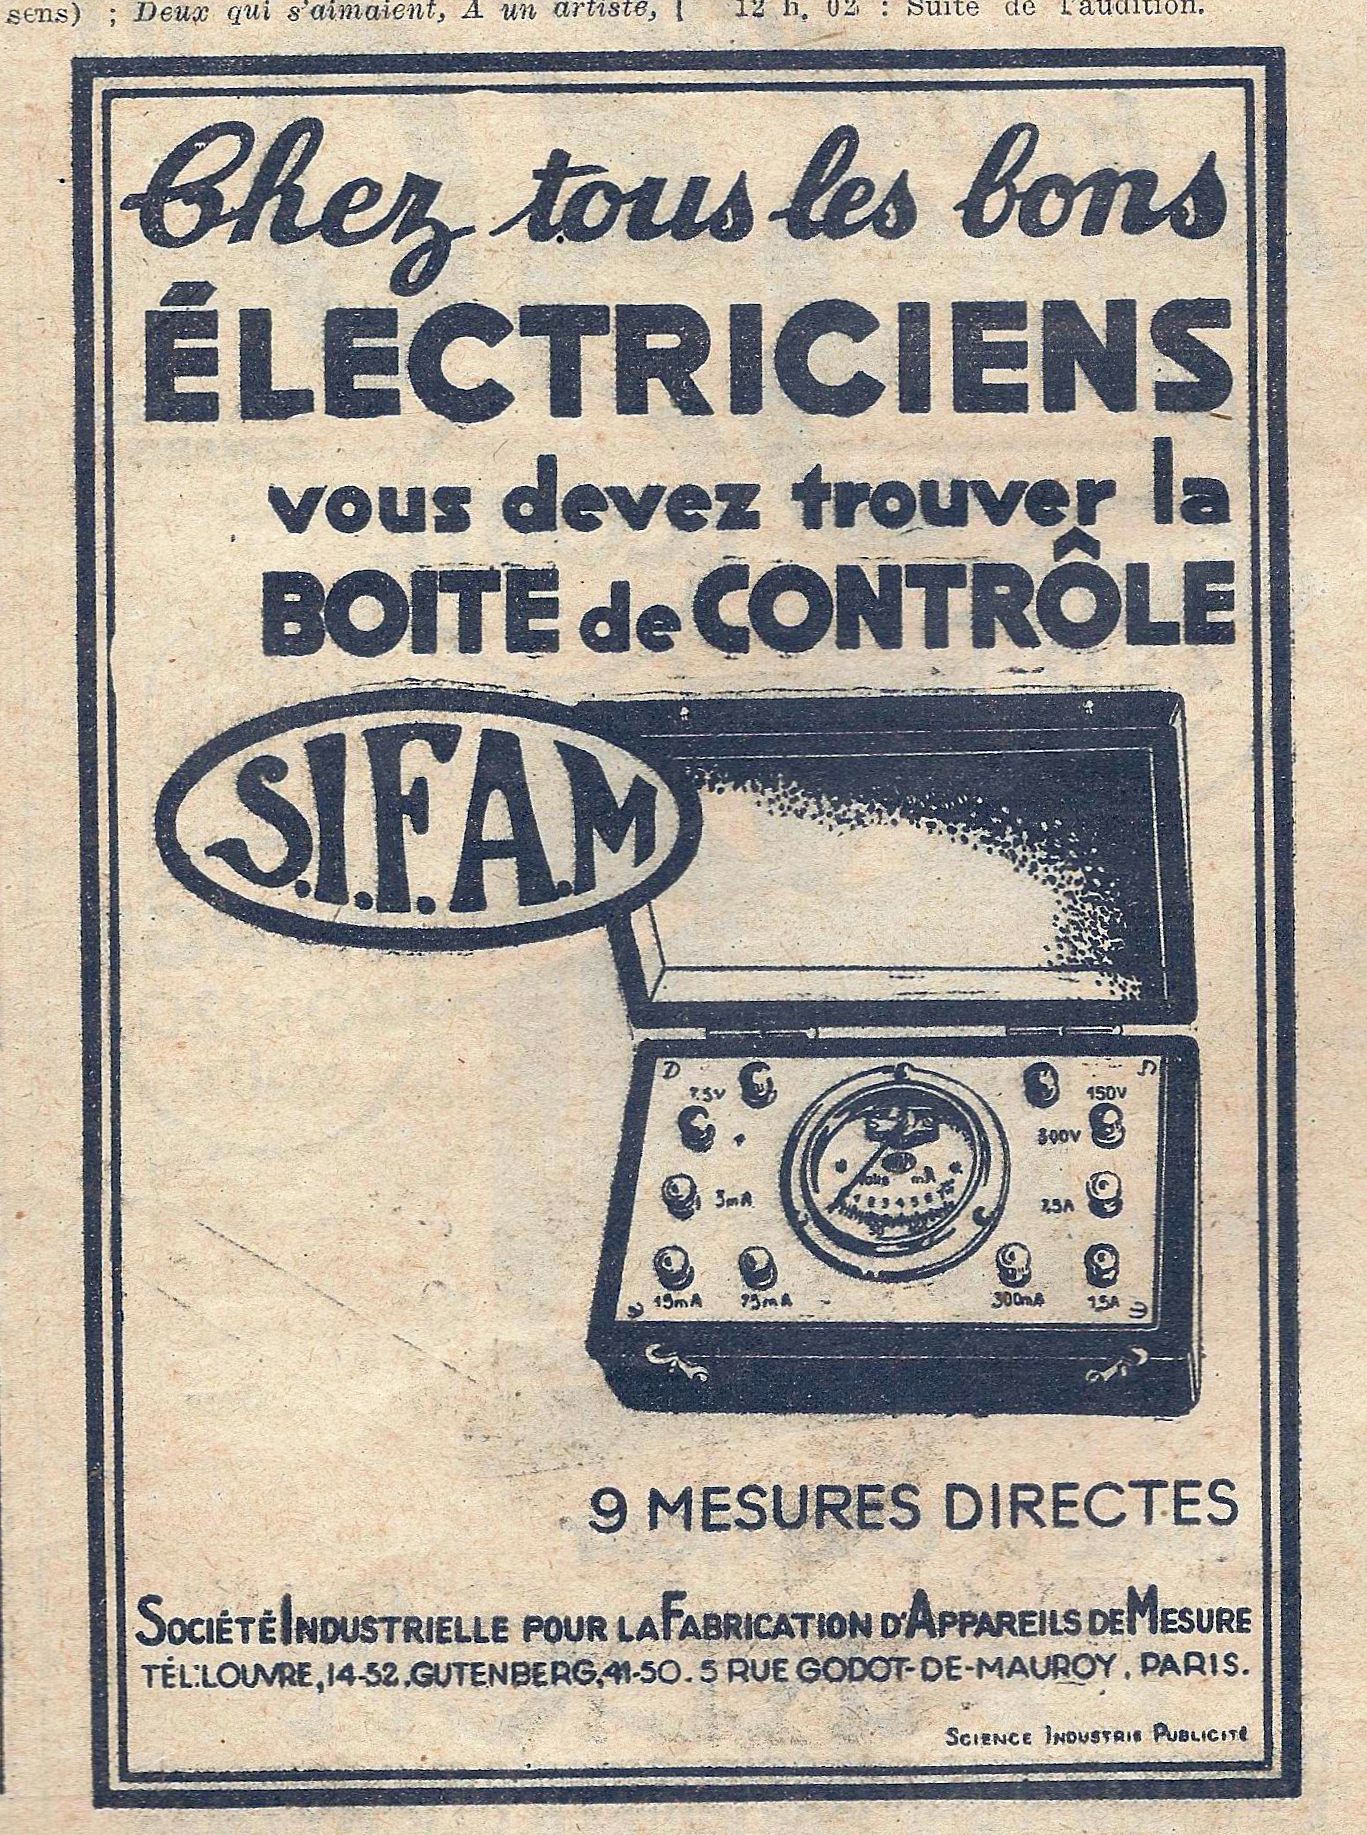 sens) ; Deux qui s'aimaient, A un artiste,
12 h. 02 : Suite de l'audition.
Chez tous les bons
ÉLECTRICIENS
vous devez trouver la
BOITE de CONTRÔLE
S.I.F.A.M
7.5V
150V
+
300V
3mA
7,5A
Volts mA
15mA
75mA
300mA
1,5A
9 MESURES DIRECTES
SOCIÉTÉ INDUSTRIELLE POUR LA FABRICATION D'APPAREILS DE MESURE
TÉL:LOUVRE,14-52.GUTENBERG,41-50.5 RUE GODOT-DE-MAUROY, PARIS.
SCIENCE INDUSTRIE PUBLICITÉ